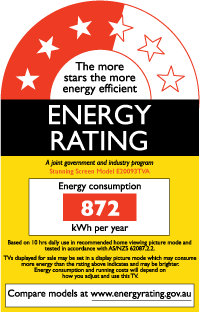 The more
stars the more
energy efficient
ENERGY
RATING
A joint government and industry program
Stunning Screen Model E20093TVA
Energy consumption
872
kWh per year
Based on 10 hrs daily use in recommended home viewing picture mode and
tested in accordance with AS/NZS 62087.2.2.
TVs displayed for sale may be set in a display picture mode which may consume
more energy than the rating above indicates and may be brighter.
Energy consumption and running costs will depend on
how you adjust and use this TV.
Compare models at www.energyrating.gov.au